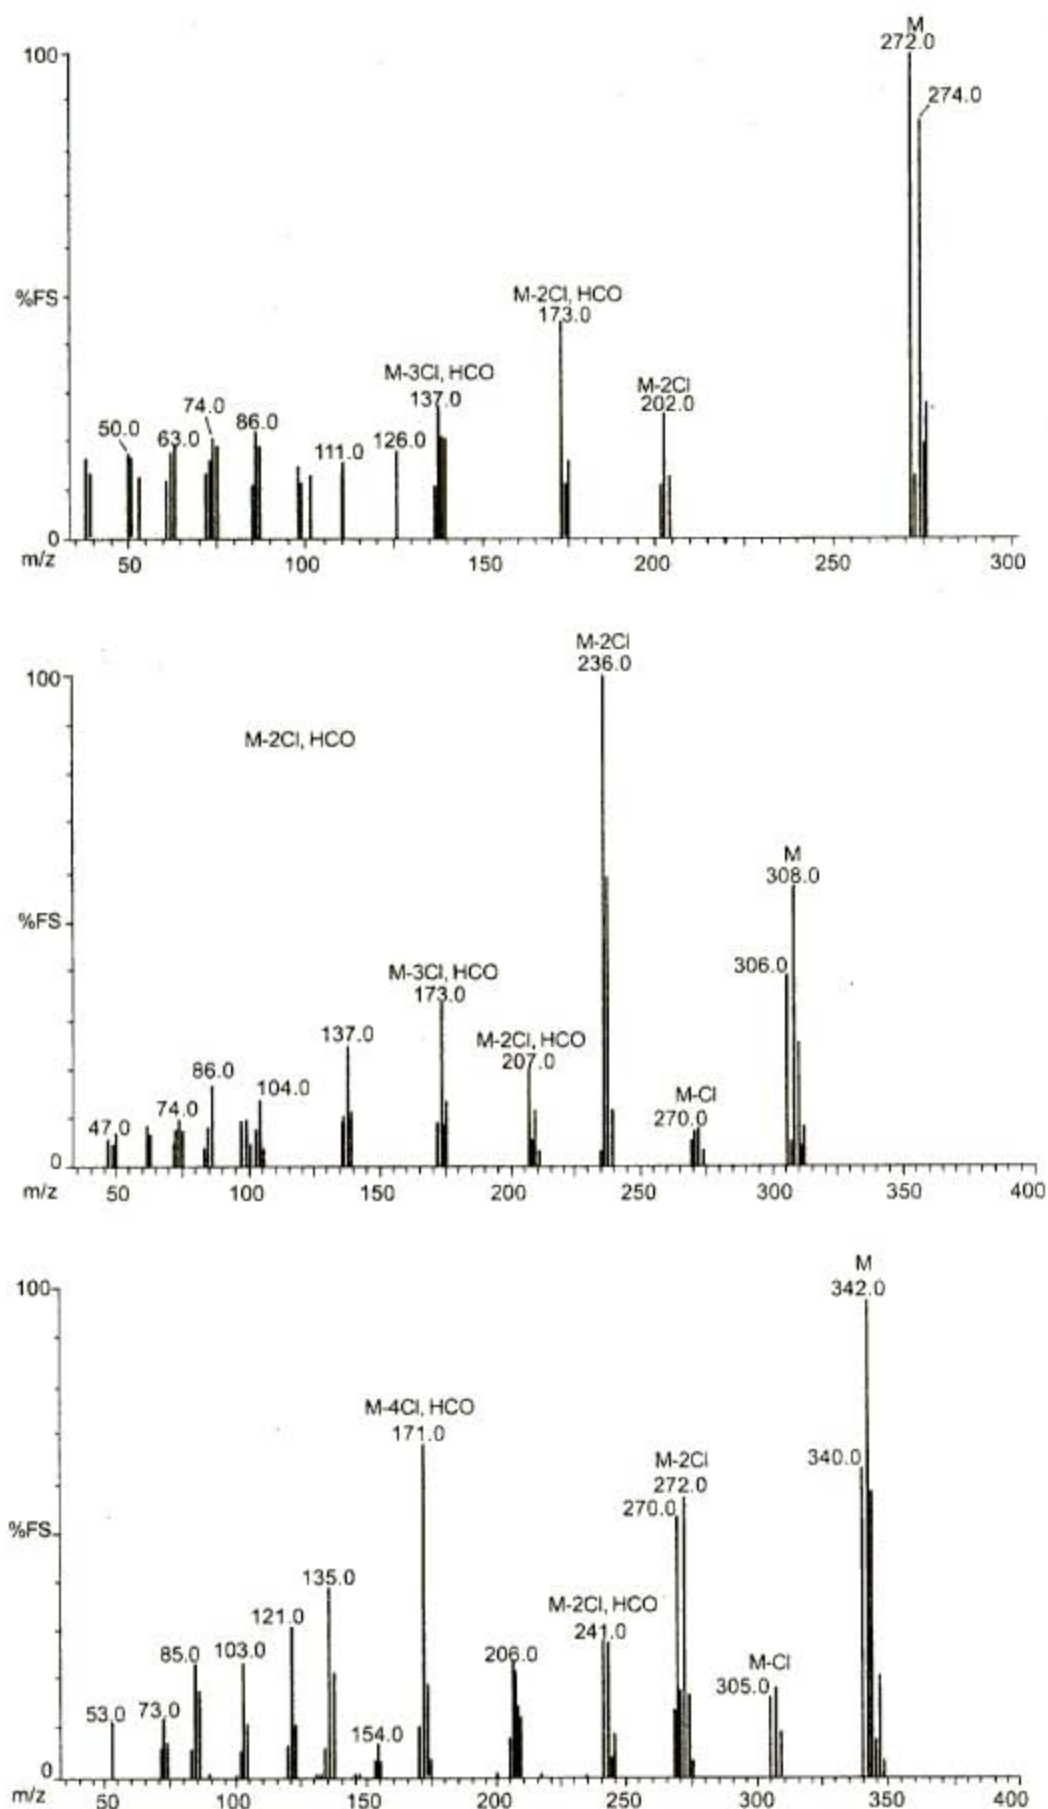 M
272.0
100
274.0
M-2Cl, HCO
173.0
%FS
M-3Cl, HCO
137.0
M-2Cl
202.0
74.0
50.0
63.0
86.0
111.0
126.0
0
m/z 50 100 150 200 250 300
M-2Cl
236.0
100
M-2Cl, HCO
M
308.0
%FS
306.0
M-3Cl, HCO
173.0
137.0
M-2Cl, HCO
207.0
86.0
104.0
74.0
47.0
M-Cl
270.0
0
m/z 50 100 150 200 250 300 350 400
M
342.0
100
M-4Cl, HCO
171.0
340.0
M-2Cl
272.0
270.0
%FS
135.0
121.0
M-2Cl, HCO
241.0
85.0
103.0
206.0
M-Cl
305.0
53.0
73.0
154.0
0
m/z 50 100 150 200 250 300 350 400